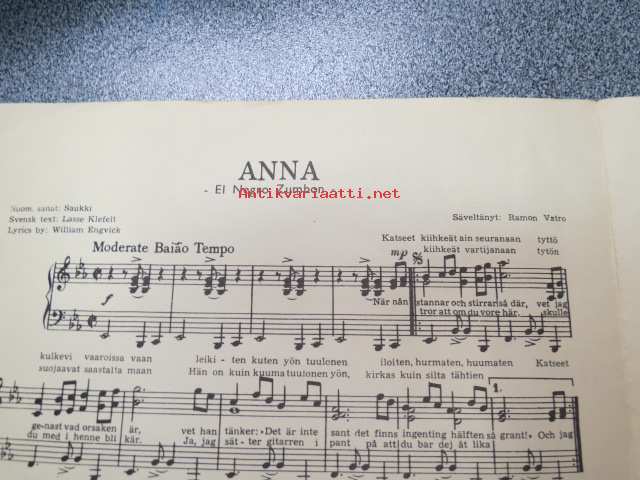 ANNA
- El Negro Zumbon -
Antikvariaatti.net
Suom. sanat: Saukki
Svensk text: Lasse Klefelt
Lyrics by: William Engvick
Säveltänyt: Ramon Vatro
Moderate Baião Tempo
Katseet kiihkeät ain seuranaan tyttö
kiihkeät vartijanaan tytön
mp
f
När nån stannar och stirrar så där, vet jag
tror att om du vore här. skulle
kulkevi vaaroissa vaan leiki - ten kuten yön tuulonen iloiten, hurmaten, huumaten Katseet
suojaavat saastalta maan Hän on kuin kuuma tuulonen yön, kirkas kuin silta tähtien
1.
ge-nast vad orsaken är, vet han tänker: "Det är inte sant det finns ingenting hälften så grant!" Och jag
du med i henne bli kär. Ja, jag sät - ter gitarren i pant på att du bar dej åt lika